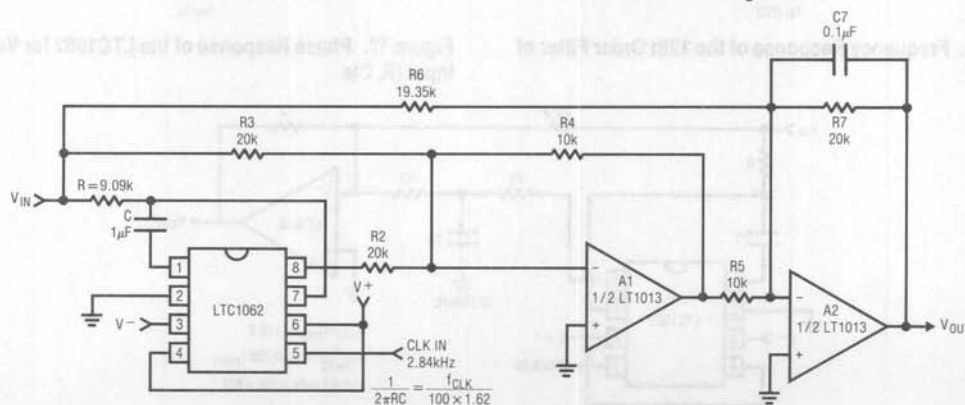 C7
0.1µF
R6
19.35k
R7
20k
R3
20k
R4
10k
VIN
R=9.09k
C
1µF
R2
20k
V+
1
2
3
4
8
7
6
5
LTC1062
V−
CLK IN
2.84kHz
1/2πRC = fCLK/100 × 1.62
−
+
A1
1/2 LT1013
R5
10k
−
+
A2
1/2 LT1013
VOUT